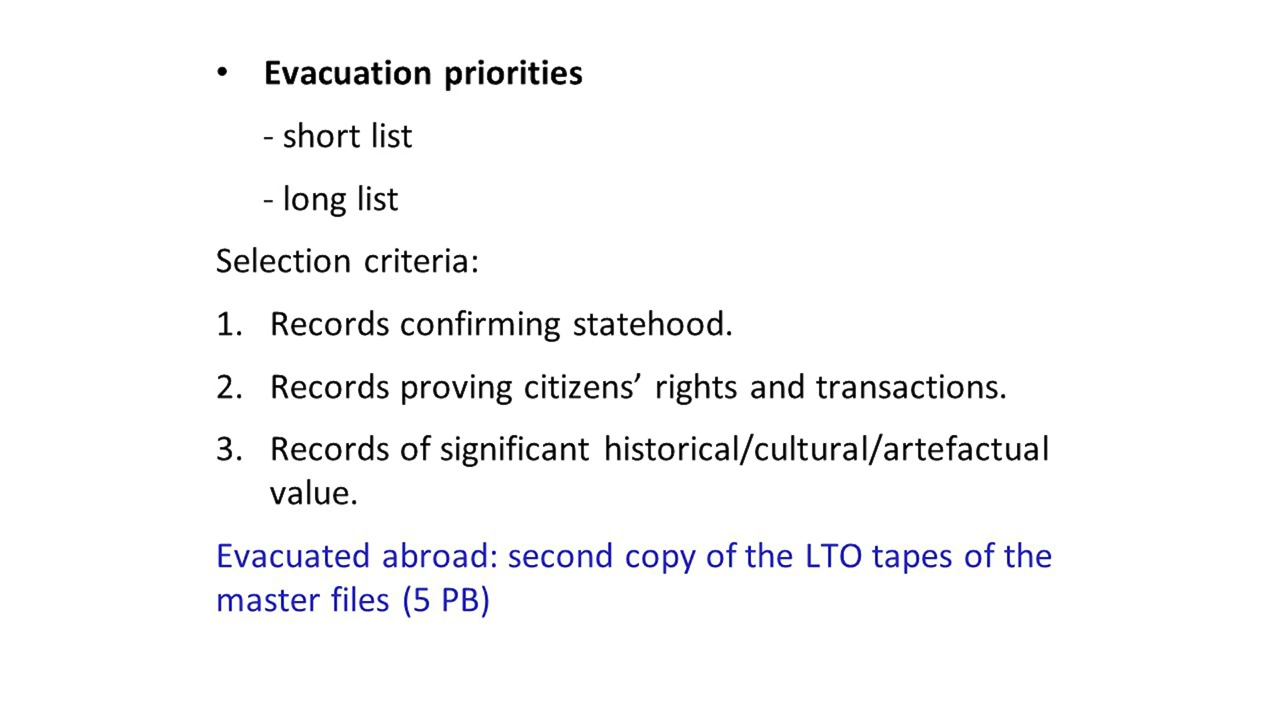 • Evacuation priorities
- short list
- long list
Selection criteria:
1. Records confirming statehood.
2. Records proving citizens’ rights and transactions.
3. Records of significant historical/cultural/artefactual
value.
Evacuated abroad: second copy of the LTO tapes of the
master files (5 PB)